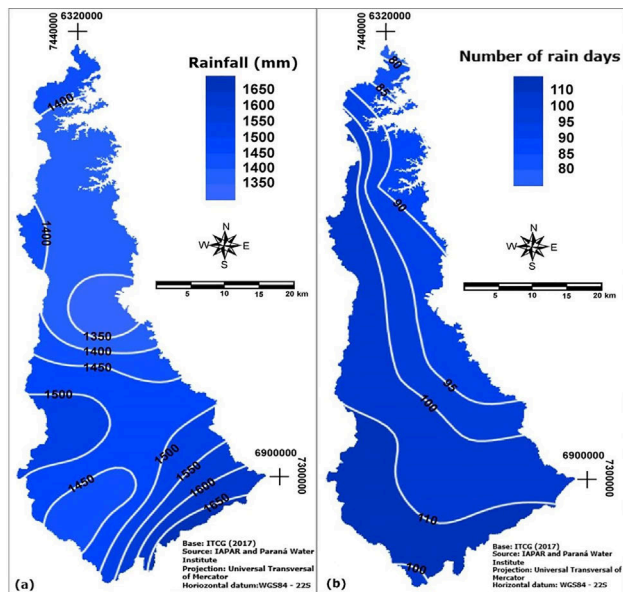 6320000
7440000
Rainfall (mm)
1650
1600
1550
1500
1450
1400
1350
N
W E
S
5 10 15 20 km
1400
1400
1350
1400
1450
1500
1450
1500
1550
1600
1650
6900000
7300000
Base: ITCG (2017)
Source: IAPAR and Paraná Water
Institute
Projection: Universal Transversal of
Mercator
Horiozontal datum:WGS84 - 22S
(a)
6320000
7440000
Number of rain days
110
100
95
90
85
80
N
W E
S
5 10 15 20 km
80
85
90
95
100
110
100
6900000
7300000
Base: ITCG (2017)
Source: IAPAR and Paraná Water
Institute
Projection: Universal Transversal of
Mercator
Horizontal datum:WGS84 - 22S
(b)